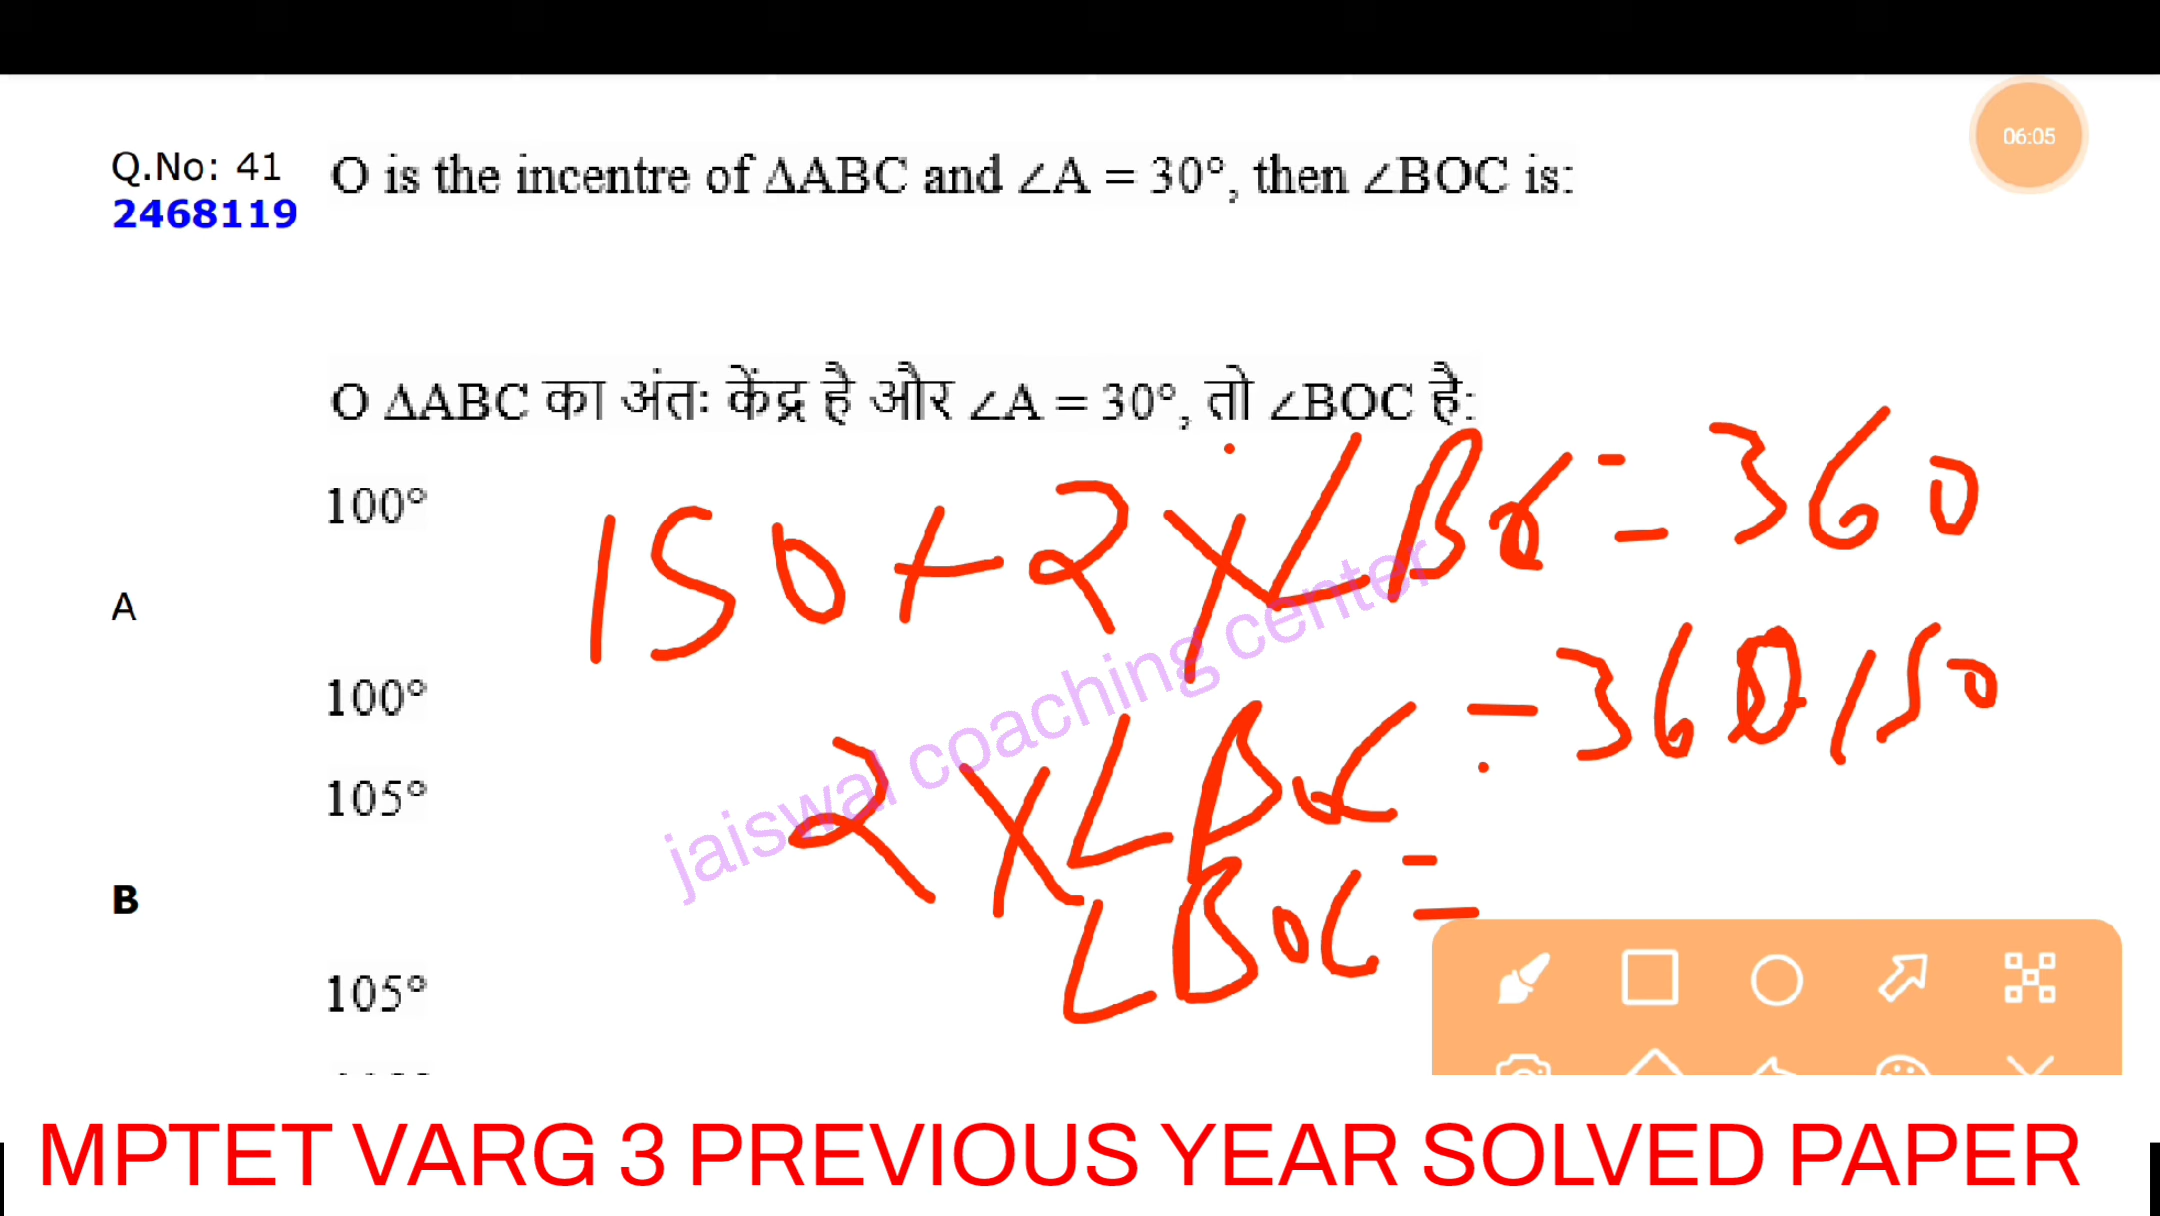 06:05
Q.No: 41 O is the incentre of ΔABC and ∠A = 30°, then ∠BOC is:
2468119
O ΔABC का अंतः केंद्र है और ∠A = 30°, तो ∠BOC है:
150 + 2 × ∠BOC = 360
100°
A
100°
2 × ∠BOC = 360 150
105°
B
∠BOC =
105°
jaiswal coaching center
MPTET VARG 3 PREVIOUS YEAR SOLVED PAPER